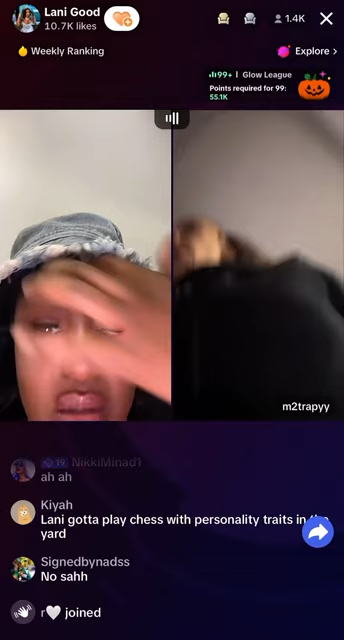 Lani Good
10.7K likes
1.4K
Weekly Ranking
Explore >
99+ | Glow League
Points required for 99:
55.1K
m2trapyy
19 NikkiMinad1
ah ah
Kiyah
Lani gotta play chess with personality traits in the
yard
Signedbynadss
No sahh
r🤍 joined